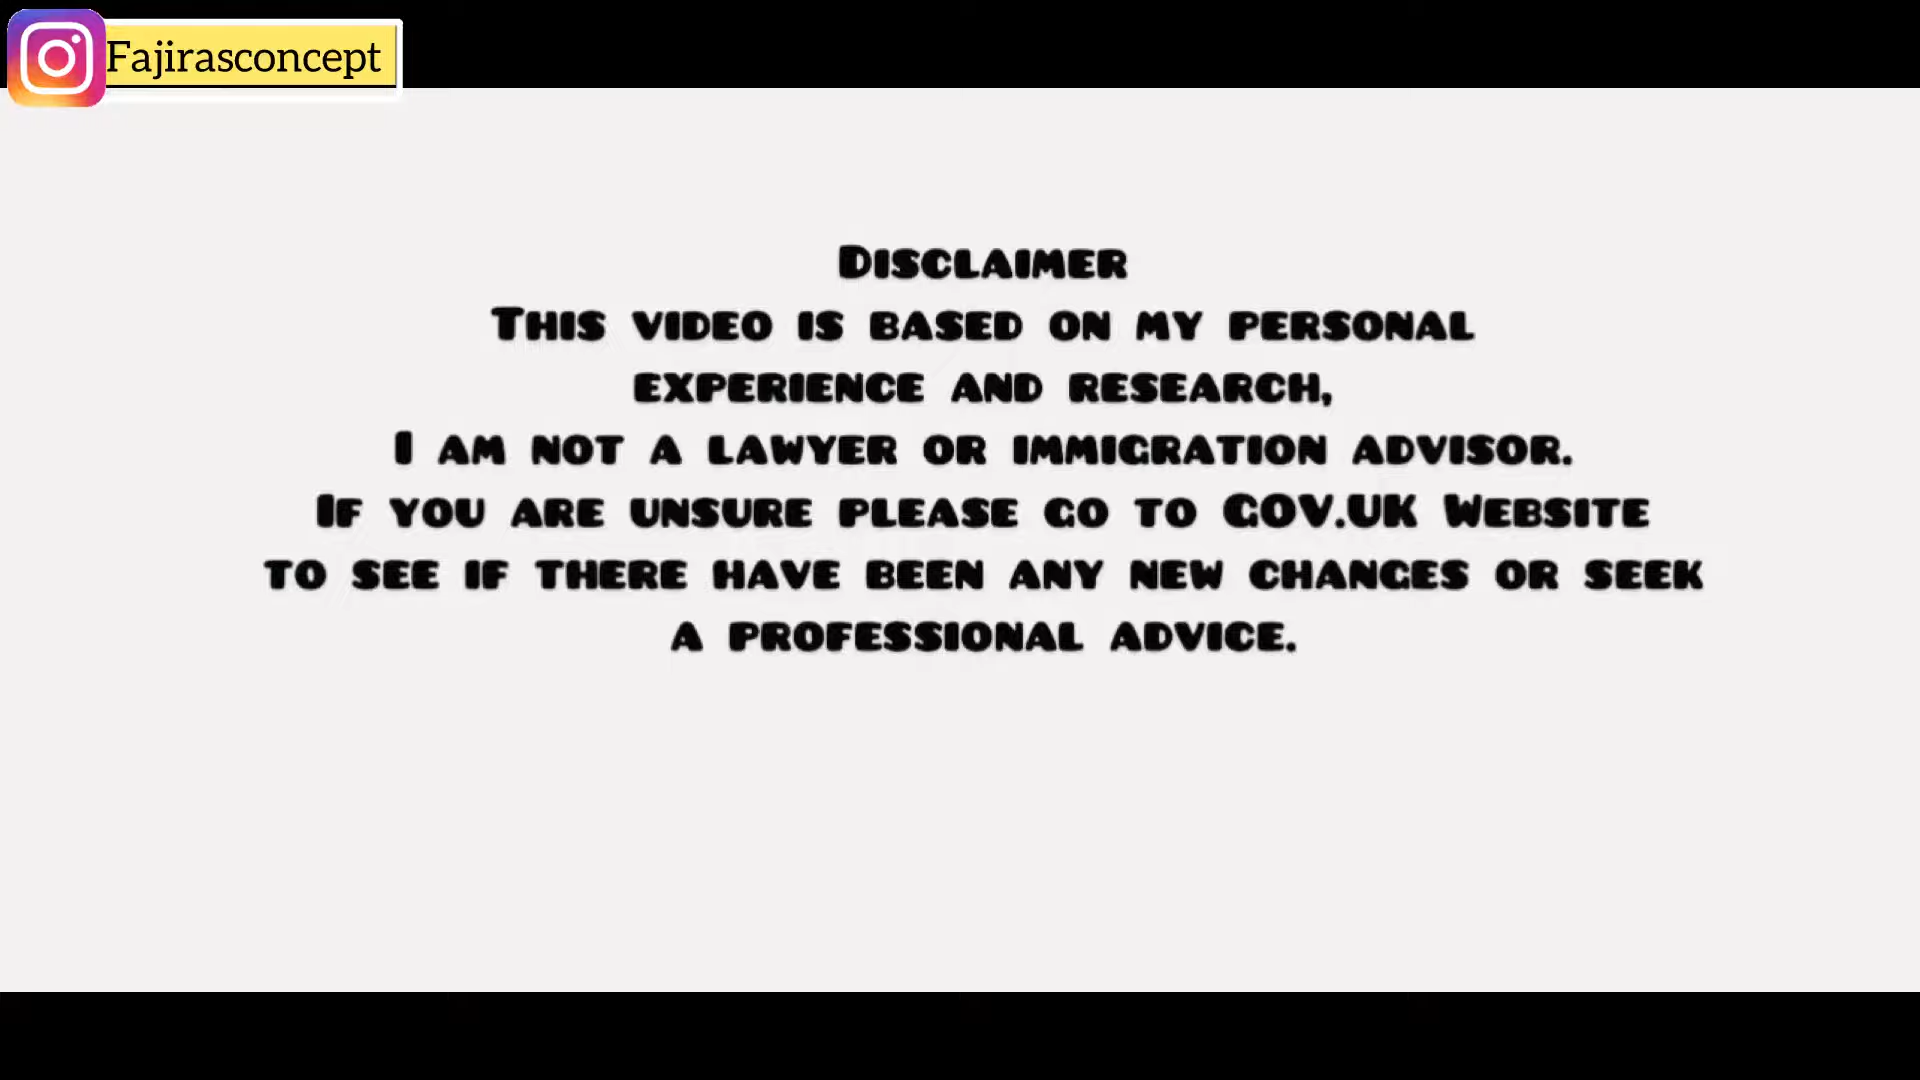 Fajirasconcept
Disclaimer
This video is based on my personal
experience and research,
I am not a lawyer or immigration advisor.
If you are unsure please go to GOV.UK Website
to see if there have been any new changes or seek
a professional advice.